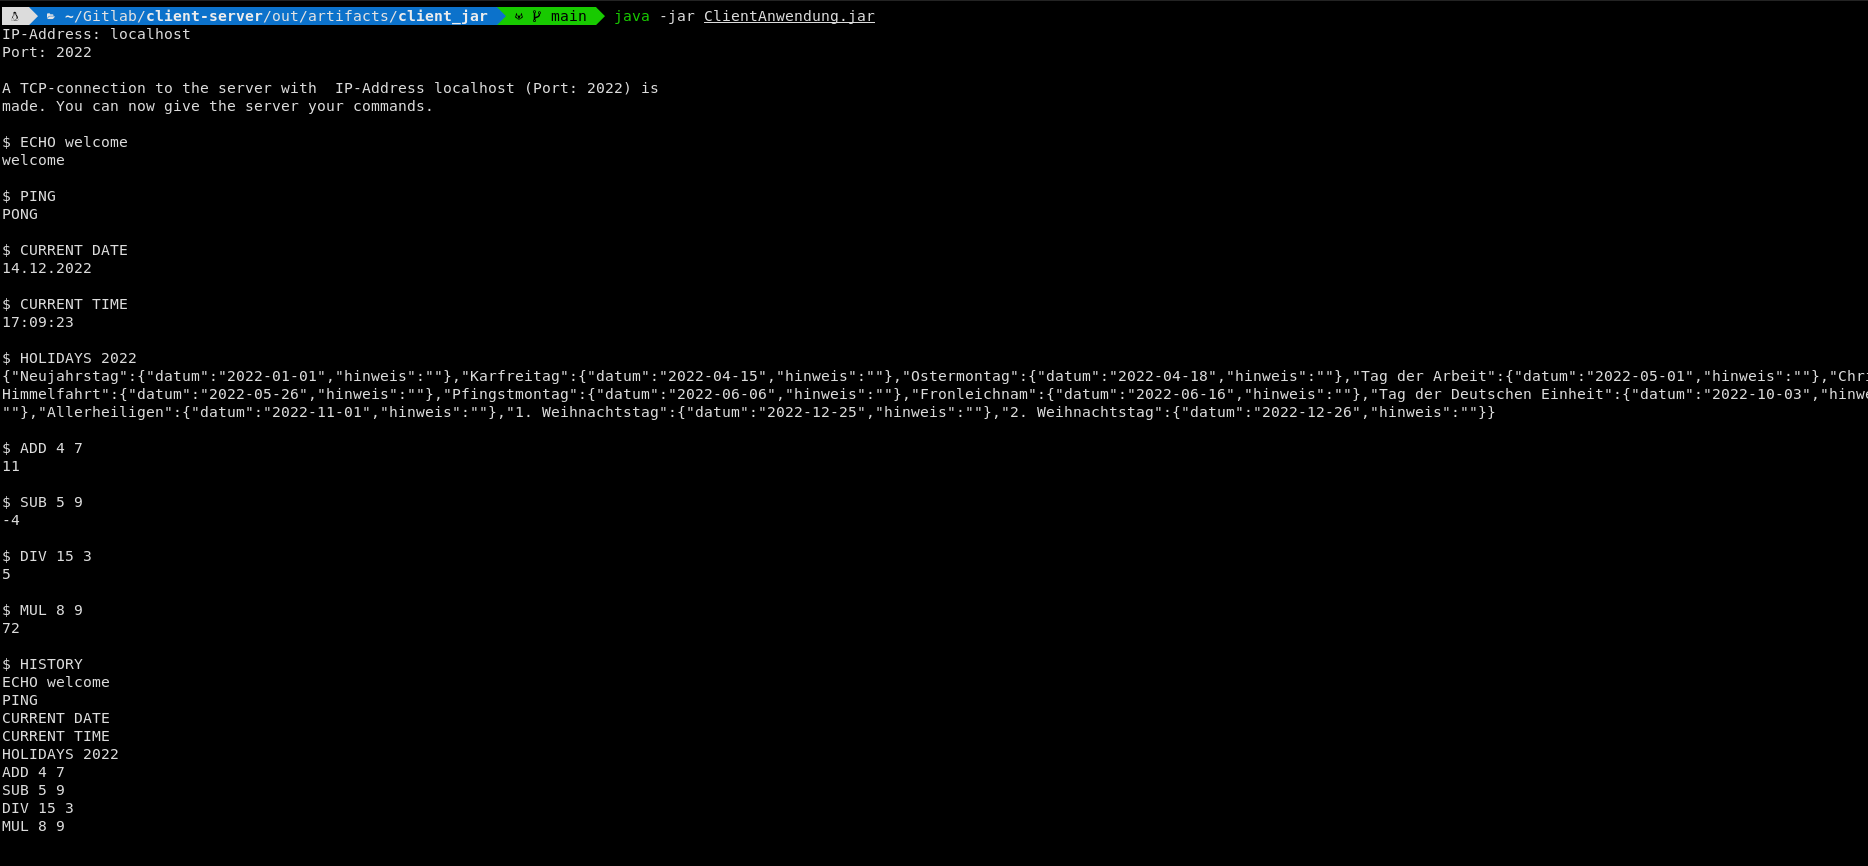 ~/Gitlab/client-server/out/artifacts/client_jar main java -jar ClientAnwendung.jar
IP-Address: localhost
Port: 2022
A TCP-connection to the server with  IP-Address localhost (Port: 2022) is
made. You can now give the server your commands.
$ ECHO welcome
welcome
$ PING
PONG
$ CURRENT DATE
14.12.2022
$ CURRENT TIME
17:09:23
$ HOLIDAYS 2022
{"Neujahrstag":{"datum":"2022-01-01","hinweis":""},"Karfreitag":{"datum":"2022-04-15","hinweis":""},"Ostermontag":{"datum":"2022-04-18","hinweis":""},"Tag der Arbeit":{"datum":"2022-05-01","hinweis":""},"Chri
Himmelfahrt":{"datum":"2022-05-26","hinweis":""},"Pfingstmontag":{"datum":"2022-06-06","hinweis":""},"Fronleichnam":{"datum":"2022-06-16","hinweis":""},"Tag der Deutschen Einheit":{"datum":"2022-10-03","hinwe
""},"Allerheiligen":{"datum":"2022-11-01","hinweis":""},"1. Weihnachtstag":{"datum":"2022-12-25","hinweis":""},"2. Weihnachtstag":{"datum":"2022-12-26","hinweis":""}}
$ ADD 4 7
11
$ SUB 5 9
-4
$ DIV 15 3
5
$ MUL 8 9
72
$ HISTORY
ECHO welcome
PING
CURRENT DATE
CURRENT TIME
HOLIDAYS 2022
ADD 4 7
SUB 5 9
DIV 15 3
MUL 8 9